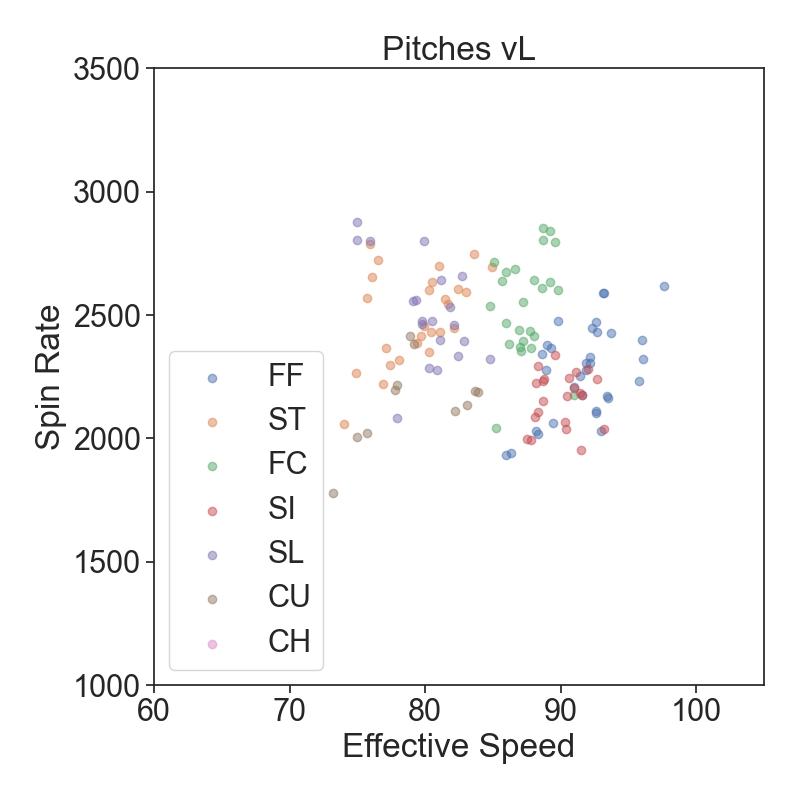 Pitches vL
3500
3000
2500
2000
1500
1000
Spin Rate
FF
ST
FC
SI
SL
CU
CH
60 70 80 90 100
Effective Speed